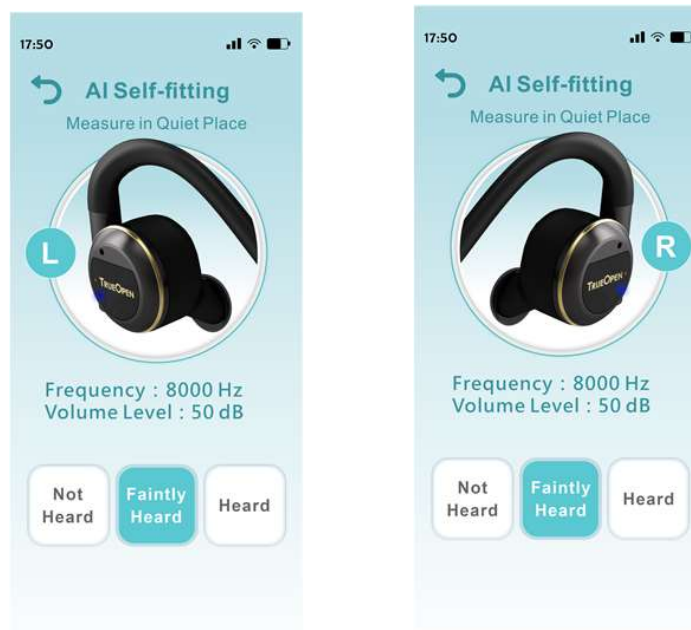 17:50
AI Self-fitting
Measure in Quiet Place
L
TRUEOPEN
Frequency : 8000 Hz
Volume Level : 50 dB
Not
Heard
Faintly
Heard
Heard
17:50
AI Self-fitting
Measure in Quiet Place
R
TRUEOPEN
Frequency : 8000 Hz
Volume Level : 50 dB
Not
Heard
Faintly
Heard
Heard